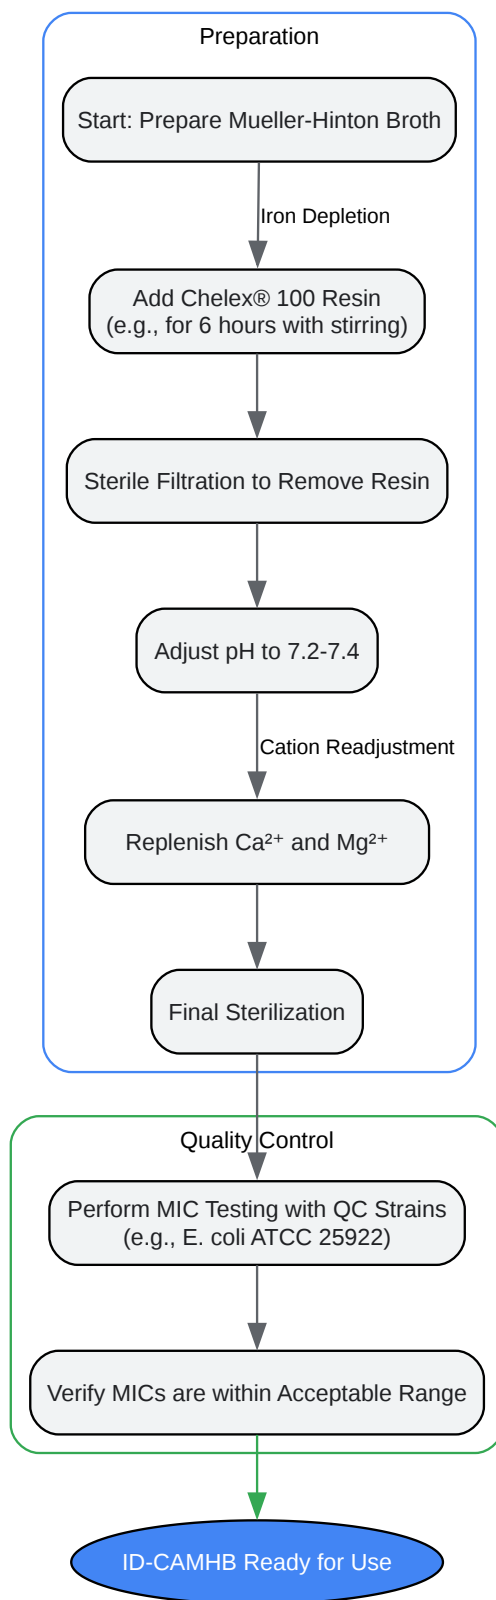 Preparation
Start: Prepare Mueller-Hinton Broth
Iron Depletion
Add Chelex® 100 Resin
(e.g., for 6 hours with stirring)
Sterile Filtration to Remove Resin
Adjust pH to 7.2-7.4
Cation Readjustment
Replenish Ca²⁺ and Mg²⁺
Final Sterilization
Quality Control
Perform MIC Testing with QC Strains
(e.g., E. coli ATCC 25922)
Verify MICs are within Acceptable Range
ID-CAMHB Ready for Use